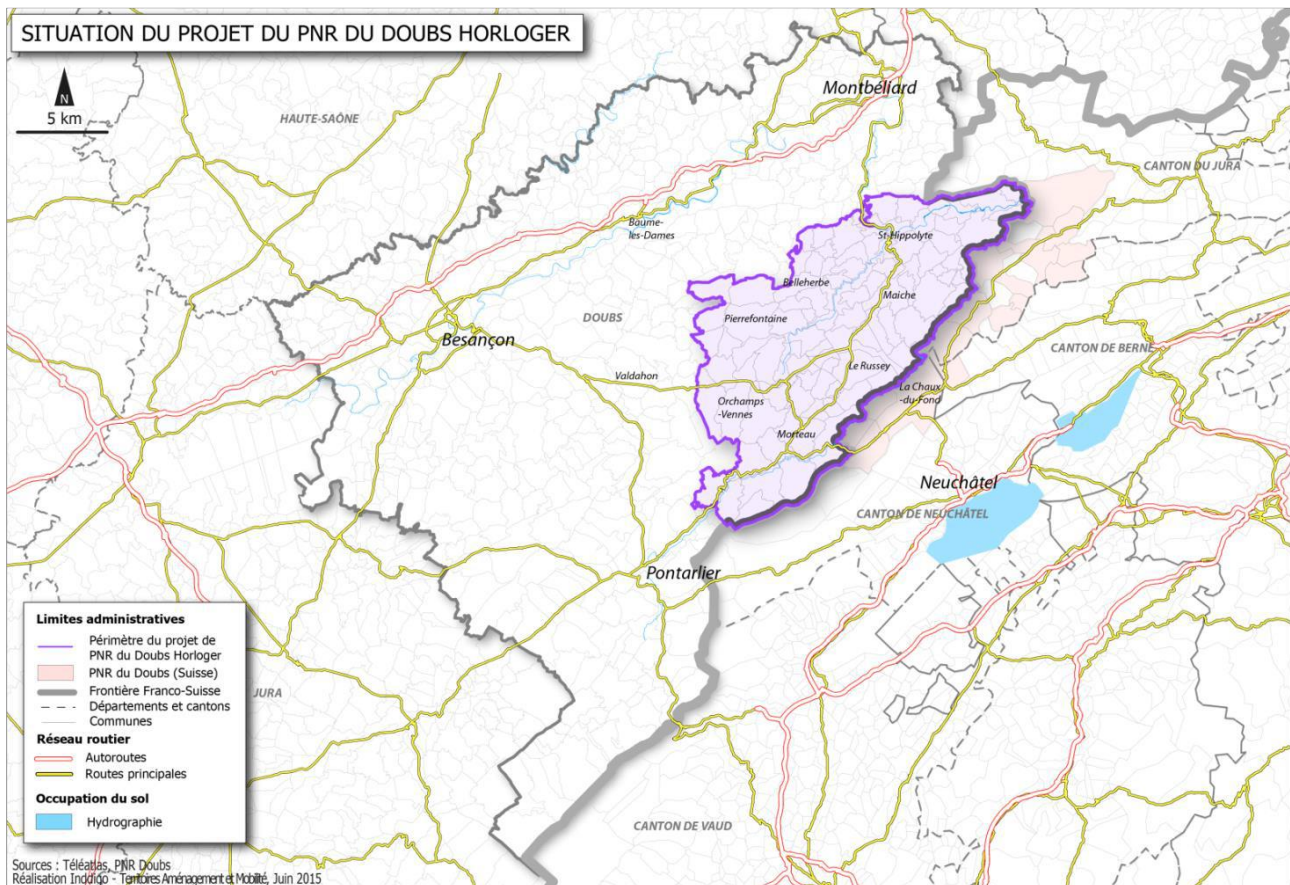 SITUATION DU PROJET DU PNR DU DOUBS HORLOGER
N
5 km
HAUTE-SAÔNE
Montbéliard
CANTON DU JURA
Baume-
les-Dames
St-Hippolyte
Belleherbe
Maiche
DOUBS
Pierrefontaine
Besançon
CANTON DE BERNE
Valdahon
Le Russey
La Chaux
-du-Fond
Orchamps
-Vennes
Morteau
Neuchâtel
CANTON DE NEUCHÂTEL
Pontarlier
JURA
CANTON DE VAUD
Limites administratives
Périmètre du projet de
PNR du Doubs Horloger
PNR du Doubs (Suisse)
Frontière Franco-Suisse
Départements et cantons
Communes
Réseau routier
Autoroutes
Routes principales
Occupation du sol
Hydrographie
Sources : Téléatlas, PNR Doubs
Réalisation Inddigo - Territoires Aménagement et Mobilité, Juin 2015